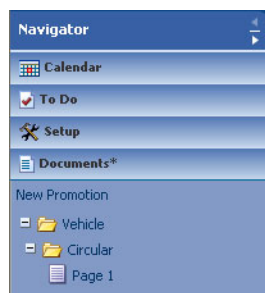 Navigator
Calendar
To Do
Setup
Documents*
New Promotion
Vehicle
Circular
Page 1